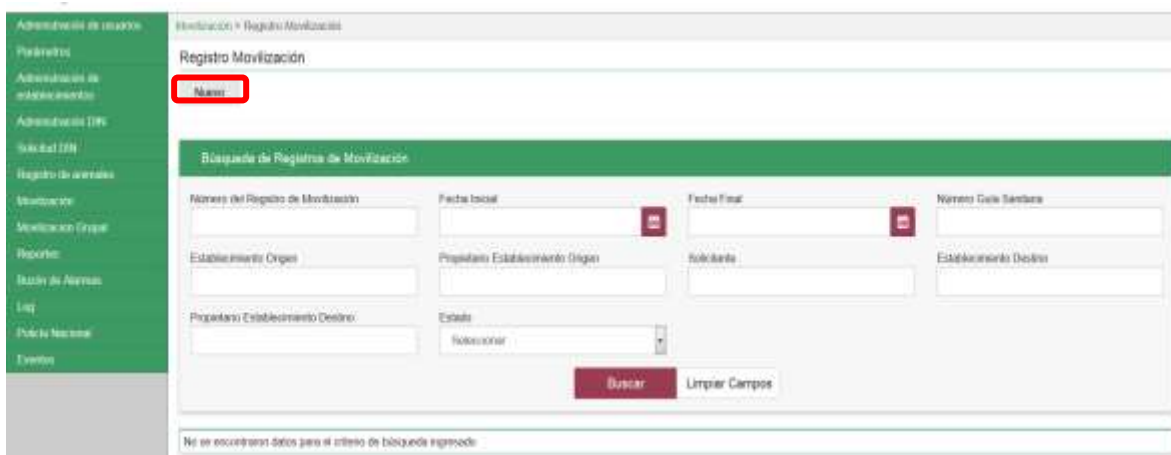 Administración de usuarios
Parámetros
Administración de
establecimientos
Administración DIN
Solicitud DIN
Registro de animales
Movilización
Movilización Grupal
Reportes
Buzón de Alarmas
Log
Policía Nacional
Eventos
Movilización > Registro Movilización
Registro Movilización
Nuevo
Búsqueda de Registros de Movilización
Número del Registro de Movilización Fecha Inicial Fecha Final Número Guía Sanitaria
Establecimiento Origen Propietario Establecimiento Origen Solicitante Establecimiento Destino
Propietario Establecimiento Destino Estado
Seleccionar
Buscar Limpiar Campos
No se encontraron datos para el criterio de búsqueda ingresado